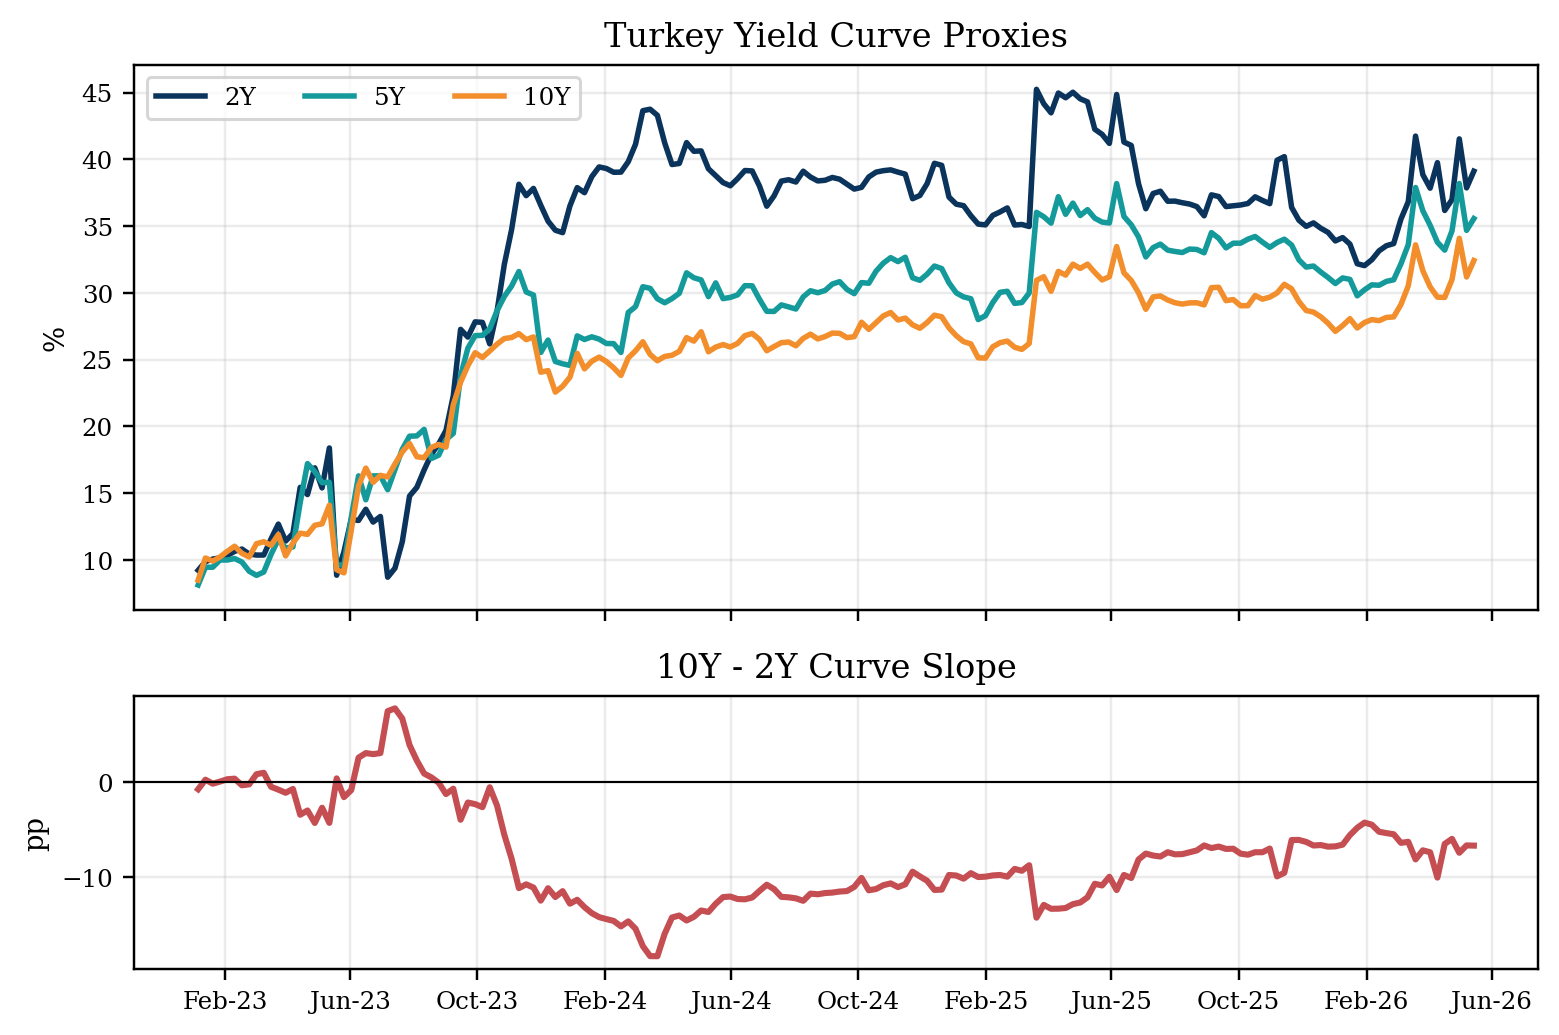 Turkey Yield Curve Proxies
2Y 5Y 10Y
%
45
40
35
30
25
20
15
10
10Y - 2Y Curve Slope
pp
0
−10
Feb-23 Jun-23 Oct-23 Feb-24 Jun-24 Oct-24 Feb-25 Jun-25 Oct-25 Feb-26 Jun-26